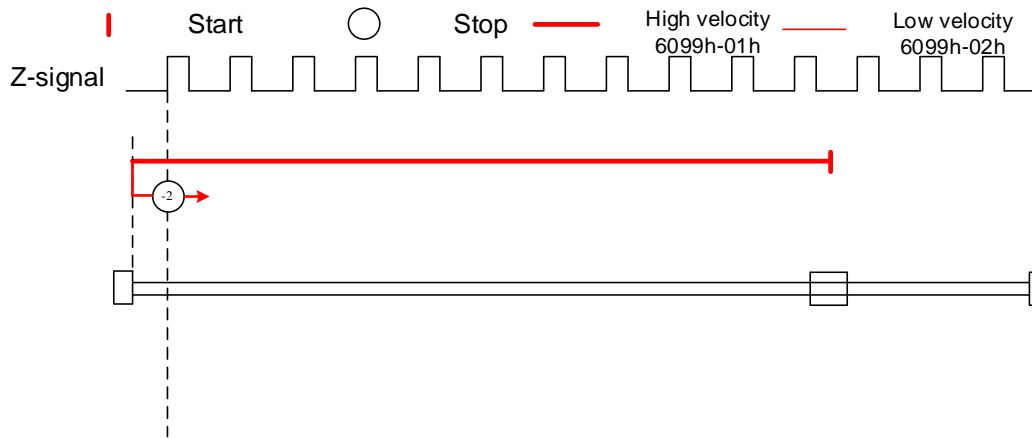 Start
Stop
High velocity
6099h-01h
Low velocity
6099h-02h
Z-signal
-2